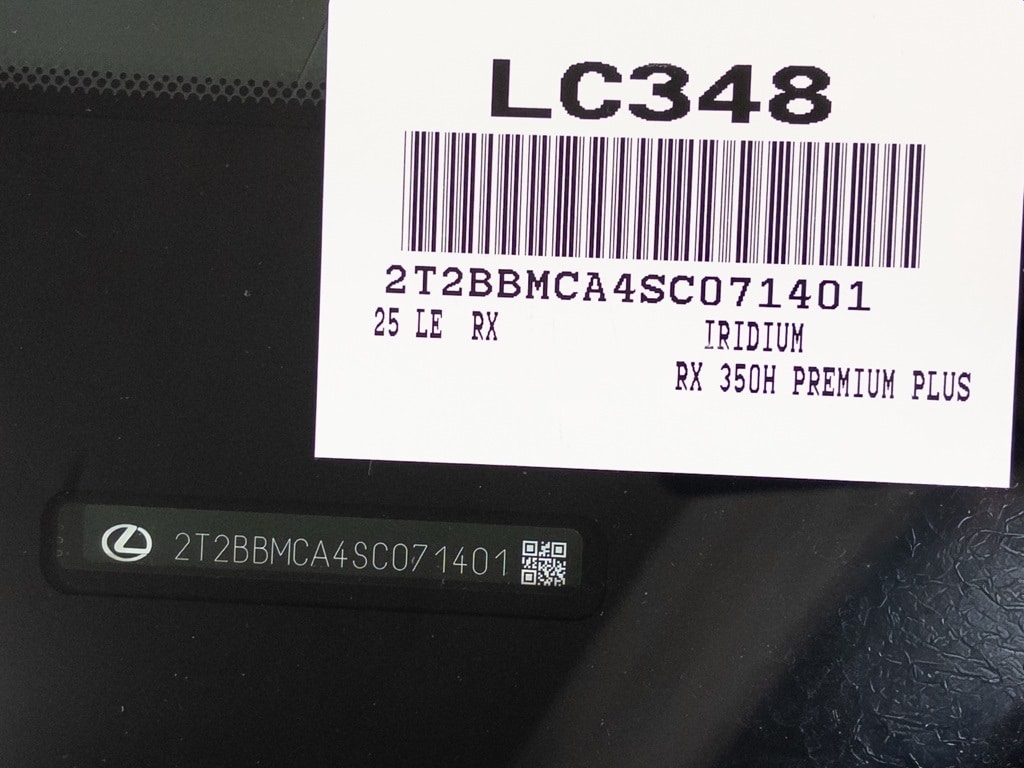 LC348
2T2BBMCA4SC071401
25 LE RX IRIDIUM
RX 350H PREMIUM PLUS
2T2BBMCA4SC071401